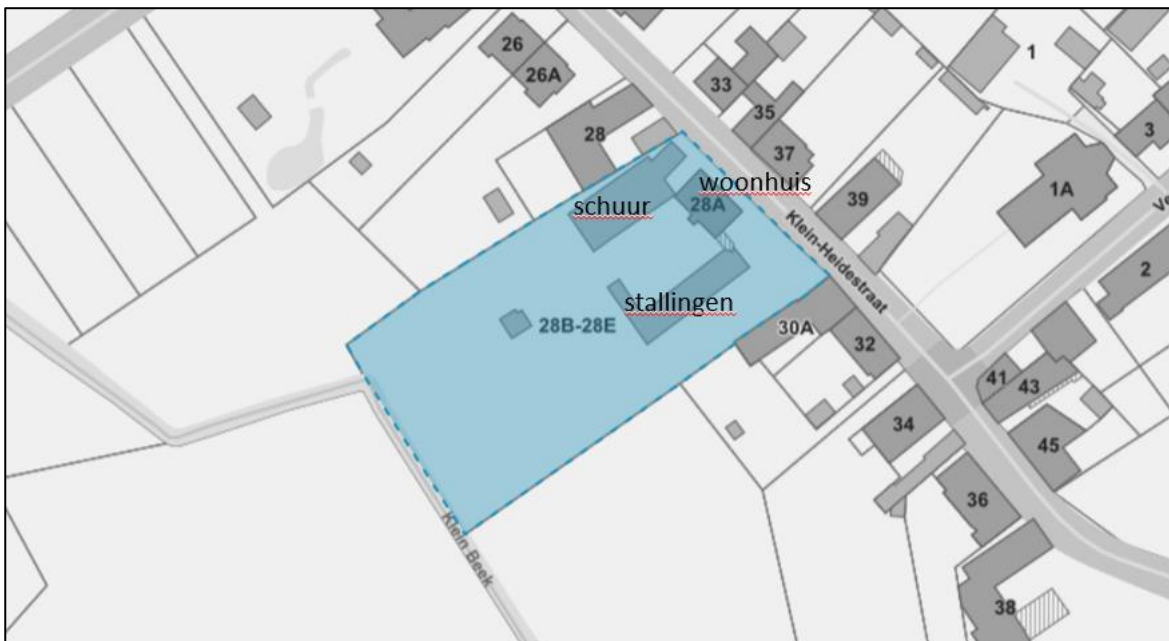 26
26A
1
33
35
3
28
37
woonhuis
1A
schuur
28A
39
Klein-Heidestraat
Ve
2
stallingen
28B-28E
30A
32
41
43
34
45
36
Klein Beek
38